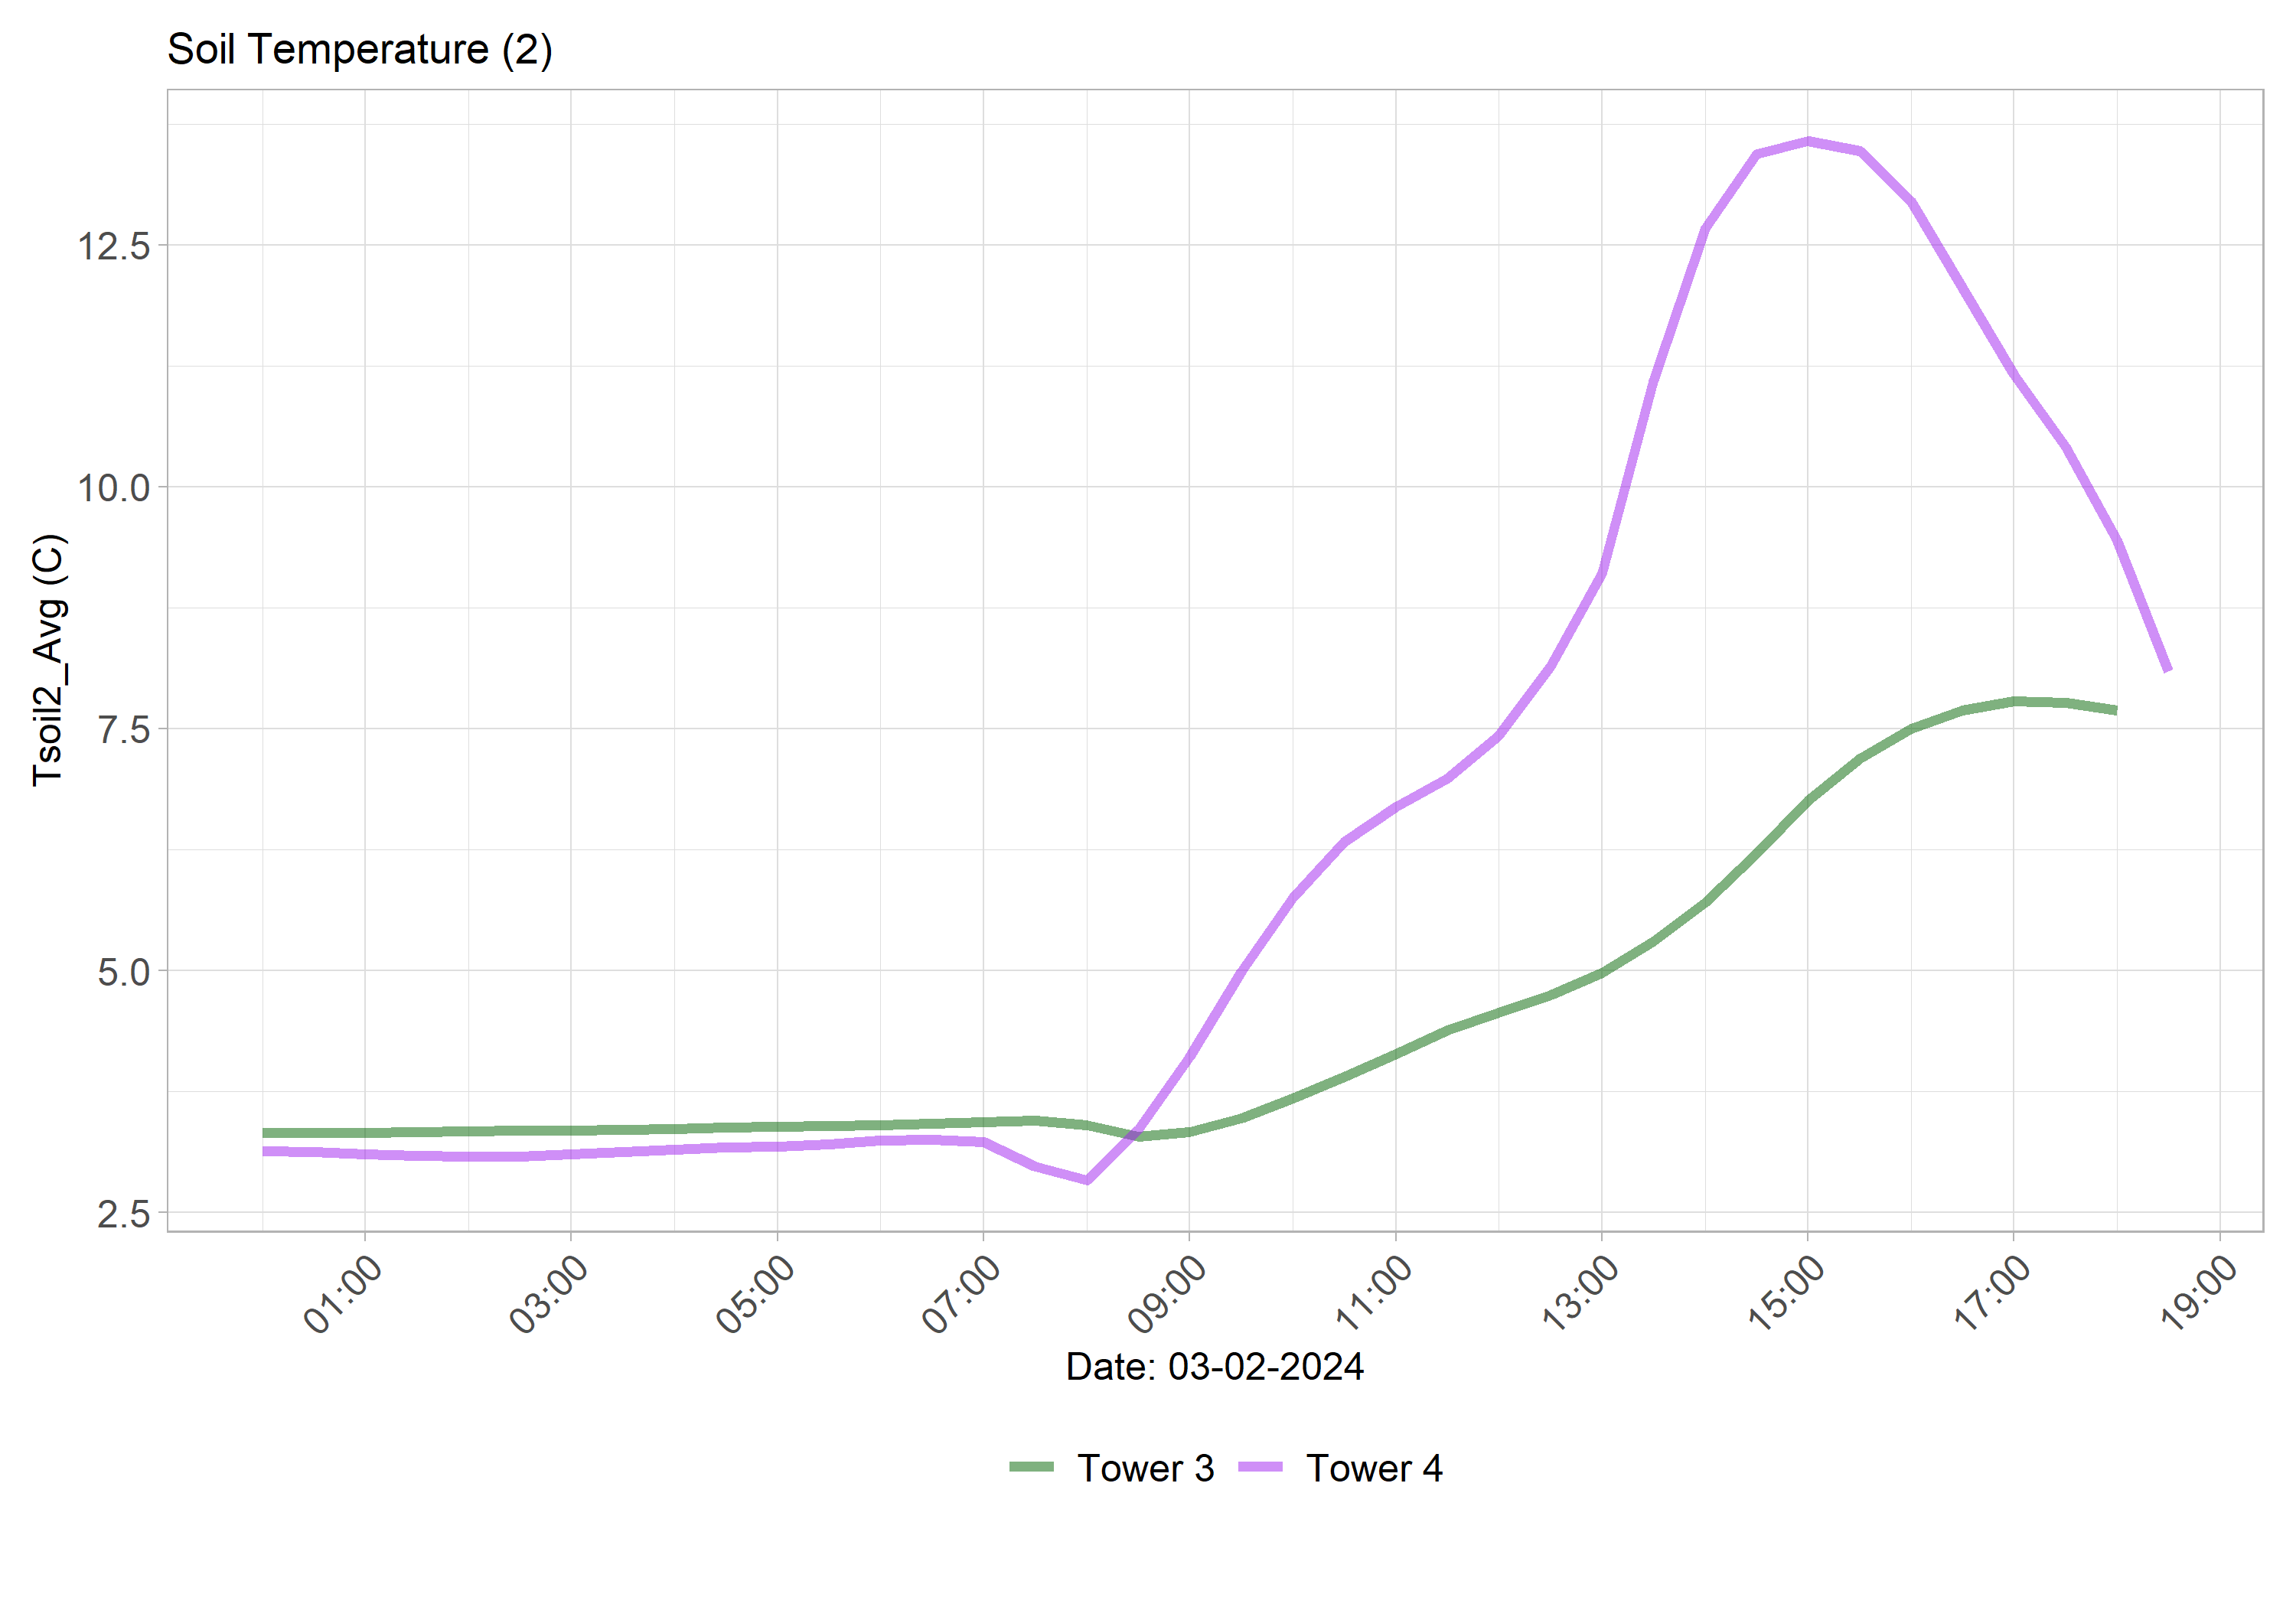 Soil Temperature (2)
Tsoil2_Avg (C)
12.5
10.0
7.5
5.0
2.5
01:00 03:00 05:00 07:00 09:00 11:00 13:00 15:00 17:00 19:00
Date: 03-02-2024
Tower 3 Tower 4